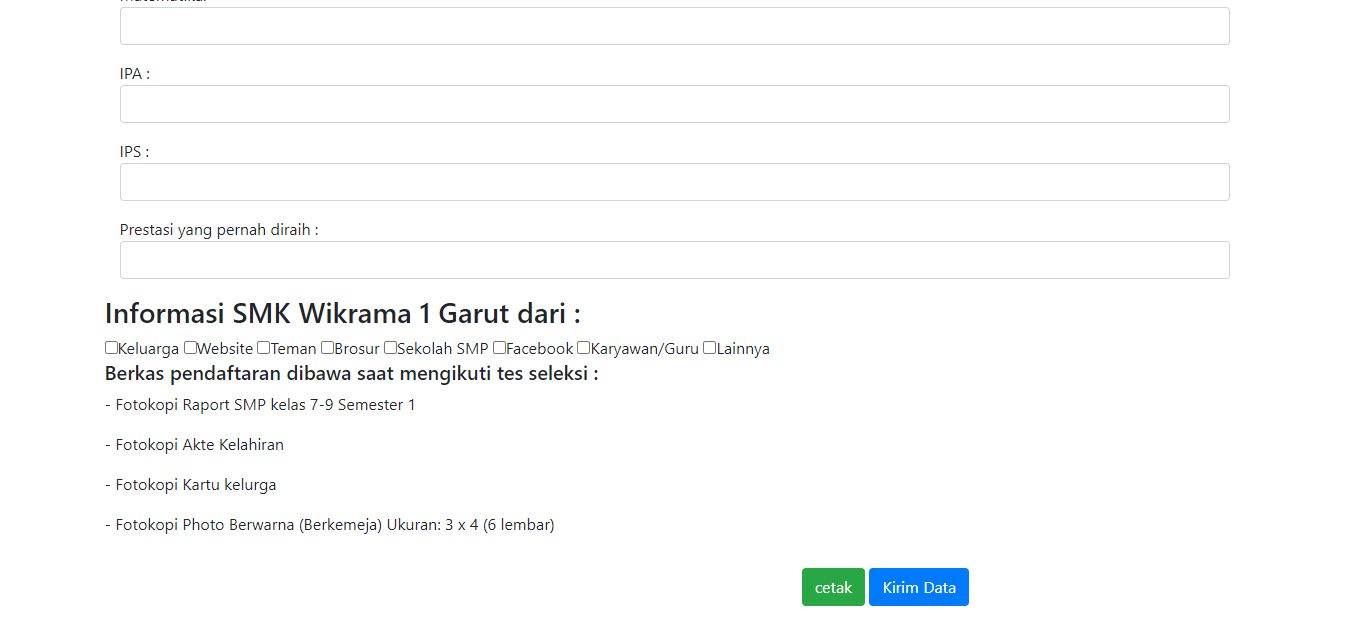 IPA :
IPS :
Prestasi yang pernah diraih :
Informasi SMK Wikrama 1 Garut dari :
Keluarga Website Teman Brosur Sekolah SMP Facebook Karyawan/Guru Lainnya
Berkas pendaftaran dibawa saat mengikuti tes seleksi :
- Fotokopi Raport SMP kelas 7-9 Semester 1
- Fotokopi Akte Kelahiran
- Fotokopi Kartu kelurga
- Fotokopi Photo Berwarna (Berkemeja) Ukuran: 3 x 4 (6 lembar)
cetak Kirim Data